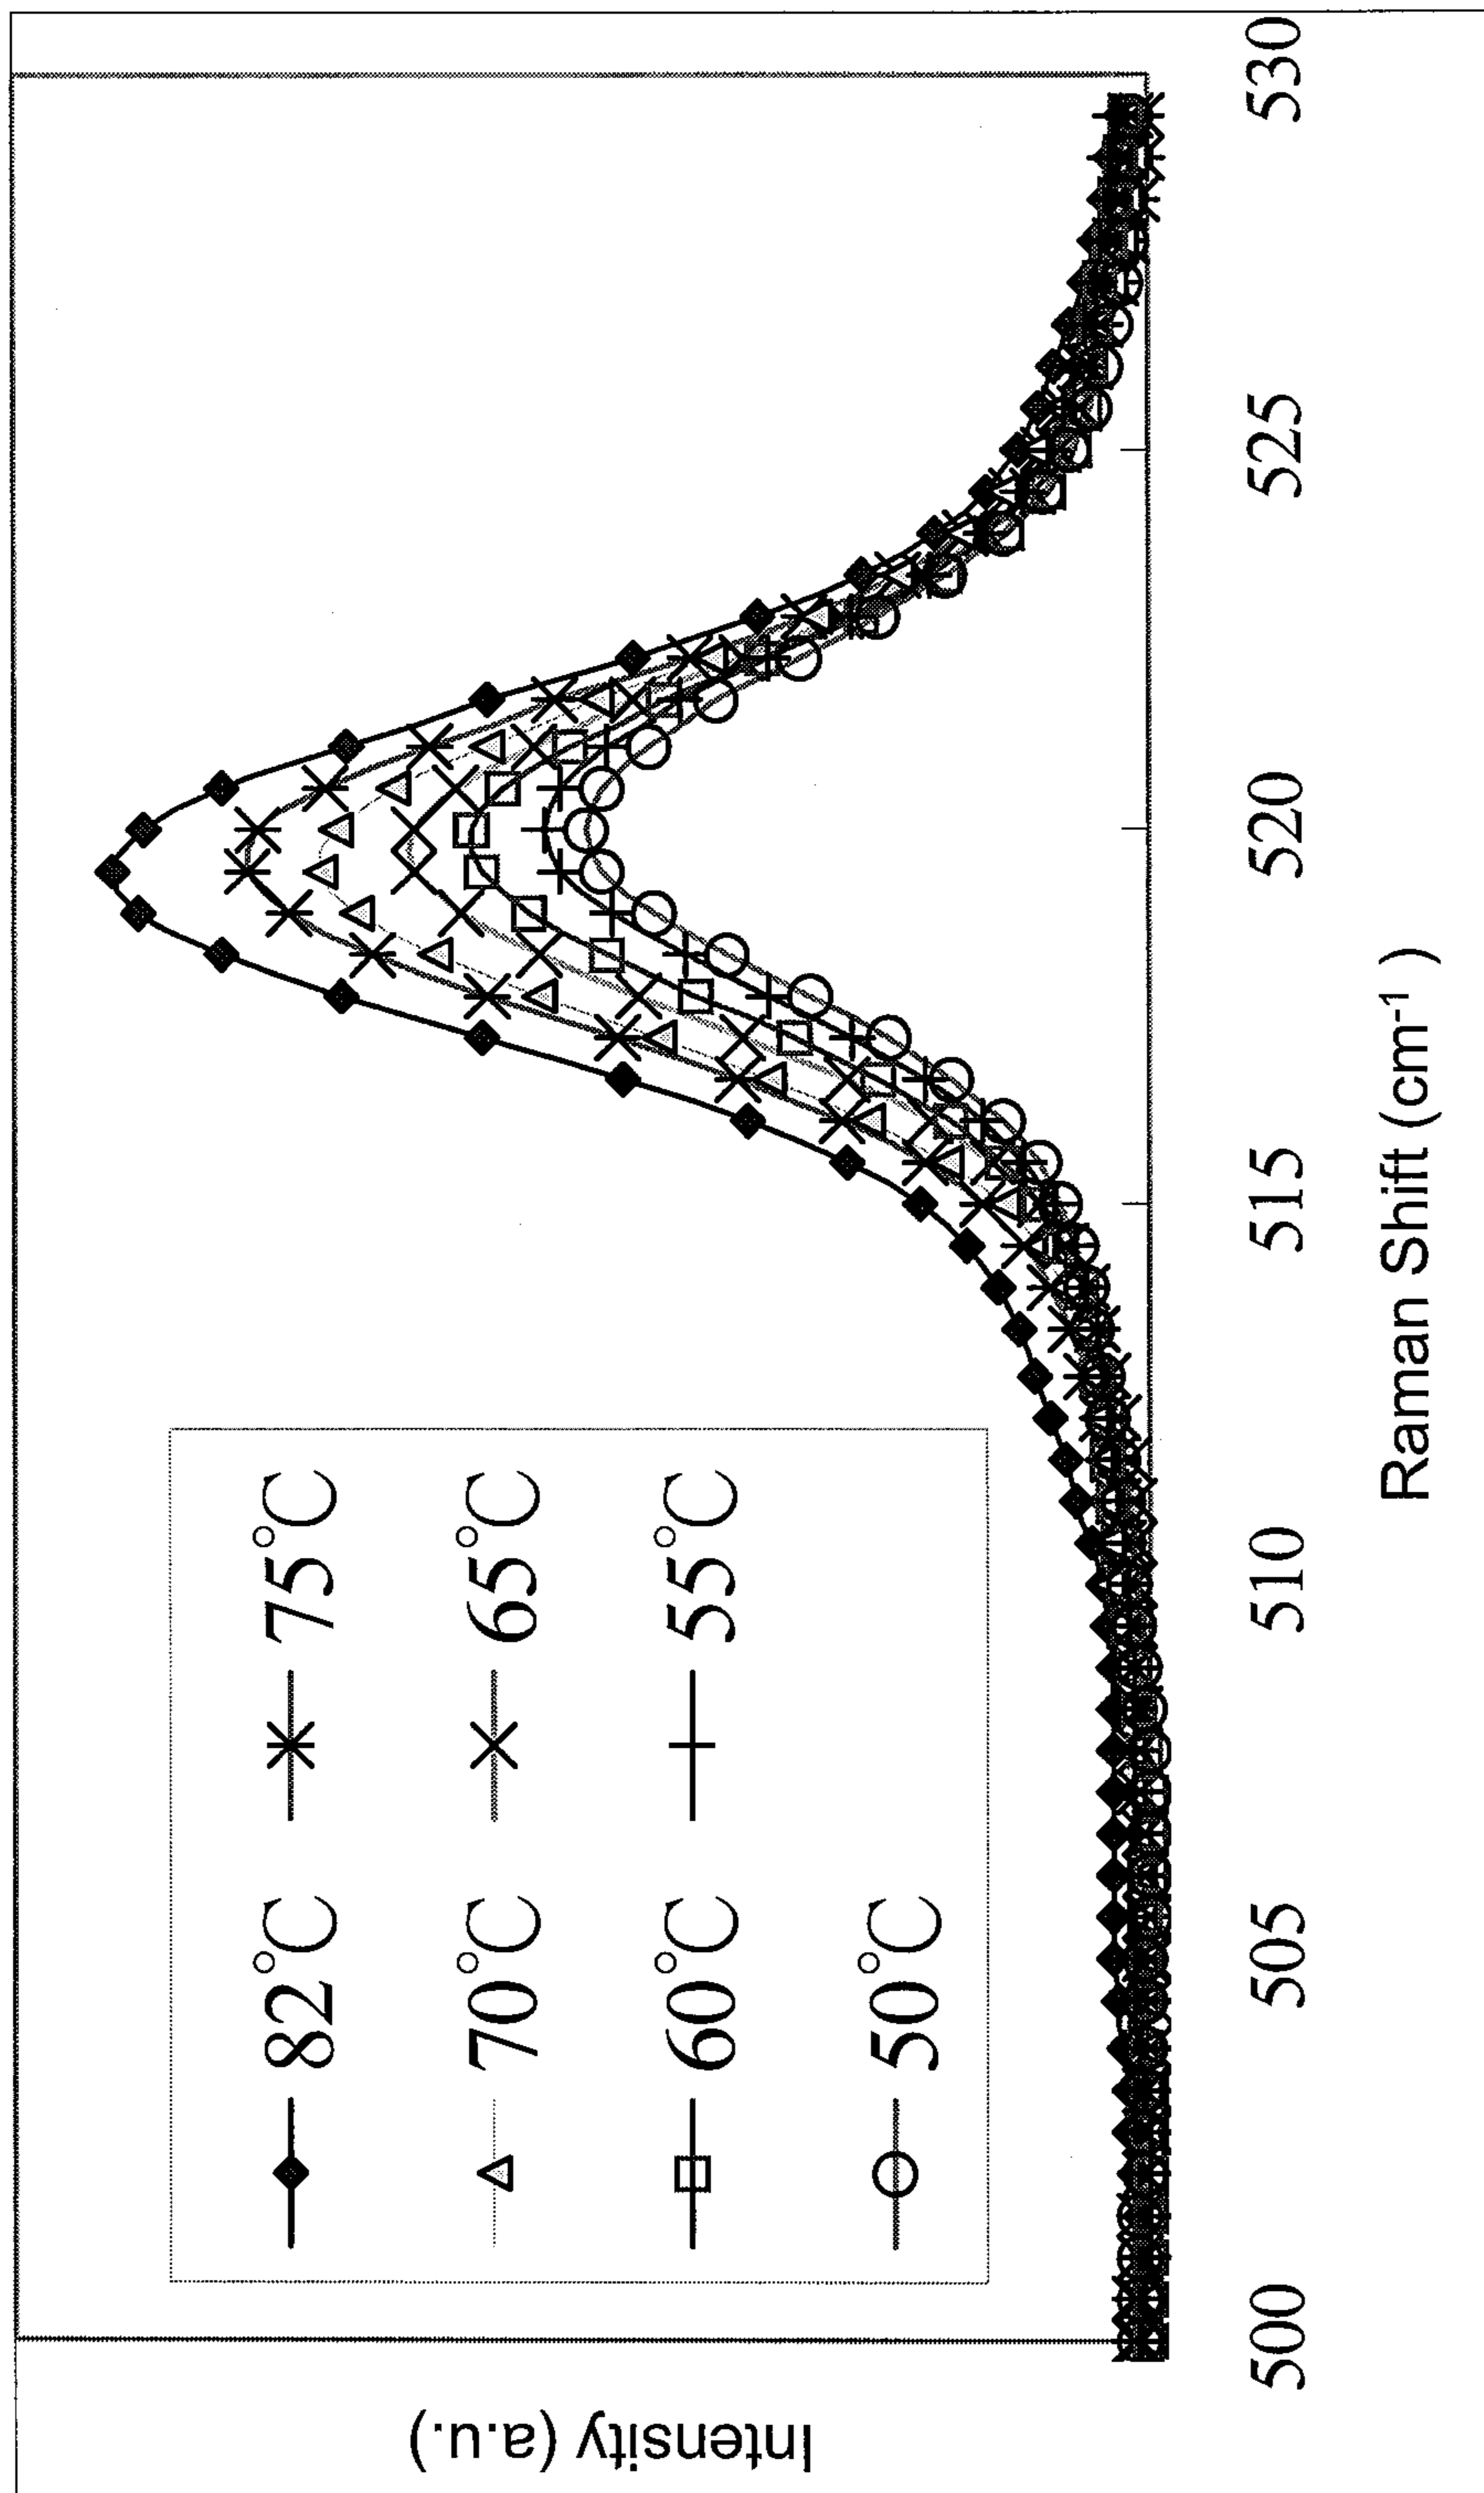 Intensity (a.u.)
82°C
75°C
70°C
65°C
60°C
55°C
50°C
500
505
510
515
520
525
530
Raman Shift (cm⁻¹ )